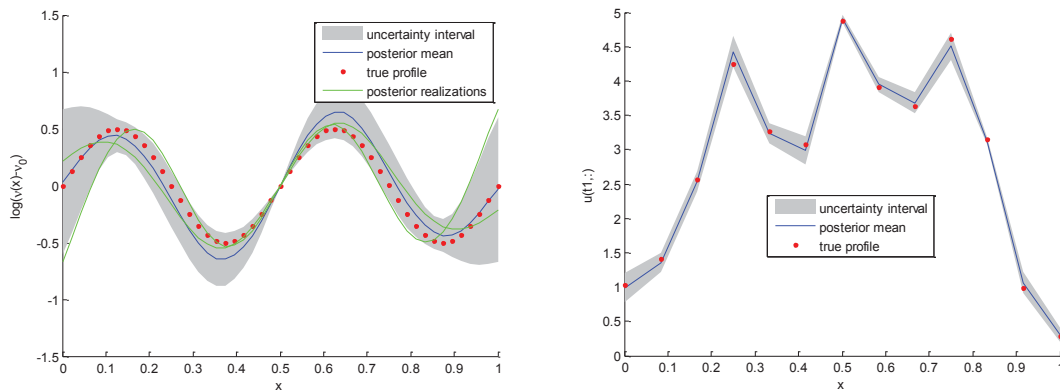 1.5
1
0.5
0
-0.5
-1
-1.5
log(ν(x)-ν0)
uncertainty interval
posterior mean
true profile
posterior realizations
0 0.1 0.2 0.3 0.4 0.5 0.6 0.7 0.8 0.9 1
x
5
4.5
4
3.5
3
2.5
2
1.5
1
0.5
0
u(t1,:)
uncertainty interval
posterior mean
true profile
0 0.1 0.2 0.3 0.4 0.5 0.6 0.7 0.8 0.9 1
x